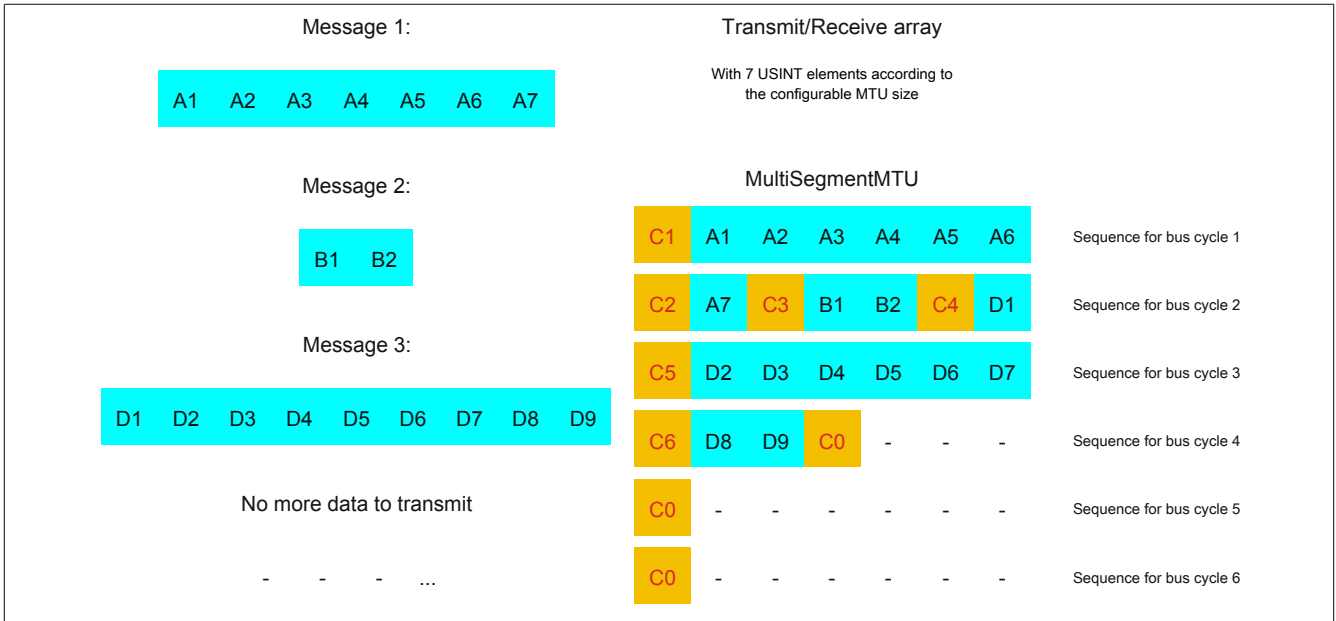 Message 1:
A1 A2 A3 A4 A5 A6 A7
Message 2:
B1 B2
Message 3:
D1 D2 D3 D4 D5 D6 D7 D8 D9
No more data to transmit
- - - ...
Transmit/Receive array
With 7 USINT elements according to
the configurable MTU size
MultiSegmentMTU
C1 A1 A2 A3 A4 A5 A6 Sequence for bus cycle 1
C2 A7 C3 B1 B2 C4 D1 Sequence for bus cycle 2
C5 D2 D3 D4 D5 D6 D7 Sequence for bus cycle 3
C6 D8 D9 C0 - - - Sequence for bus cycle 4
C0 - - - - - - Sequence for bus cycle 5
C0 - - - - - - Sequence for bus cycle 6